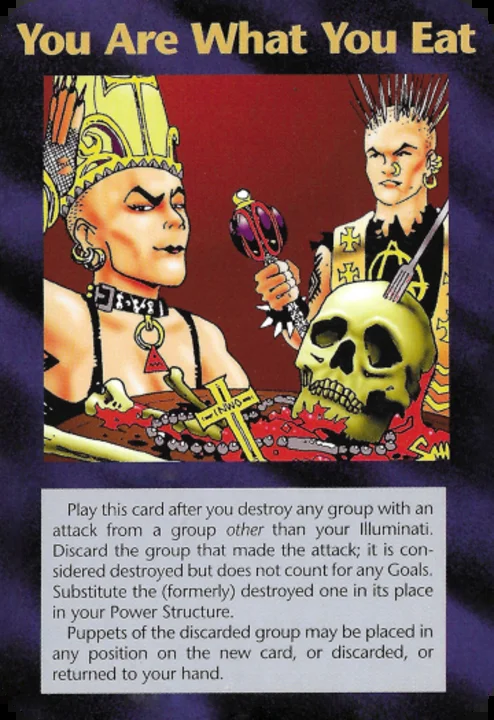 You Are What You Eat
INWO
Play this card after you destroy any group with an
attack from a group other than your Illuminati.
Discard the group that made the attack; it is con-
sidered destroyed but does not count for any Goals.
Substitute the (formerly) destroyed one in its place
in your Power Structure.
Puppets of the discarded group may be placed in
any position on the new card, or discarded, or
returned to your hand.